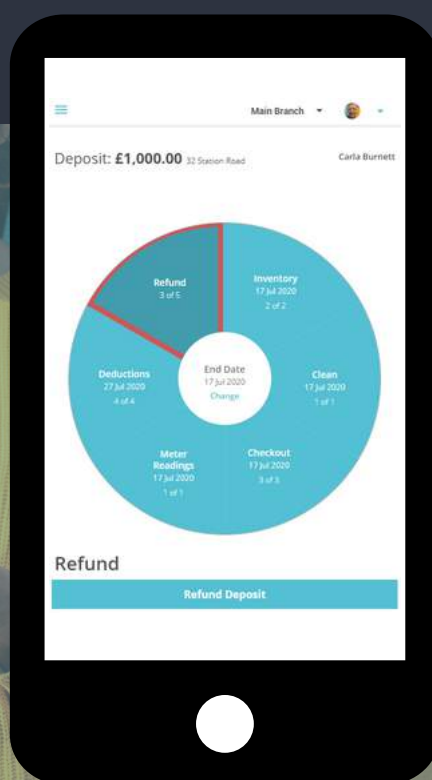 Main Branch
Deposit: £1,000.00 32 Station Road
Carla Burnett
Refund
3 of 5
Inventory
17 Jul 2020
2 of 2
Deductions
27 Jul 2020
4 of 4
End Date
17 Jul 2020
Change
Clean
17 Jul 2020
1 of 1
Meter
Readings
17 Jul 2020
1 of 1
Checkout
17 Jul 2020
3 of 3
Refund
Refund Deposit